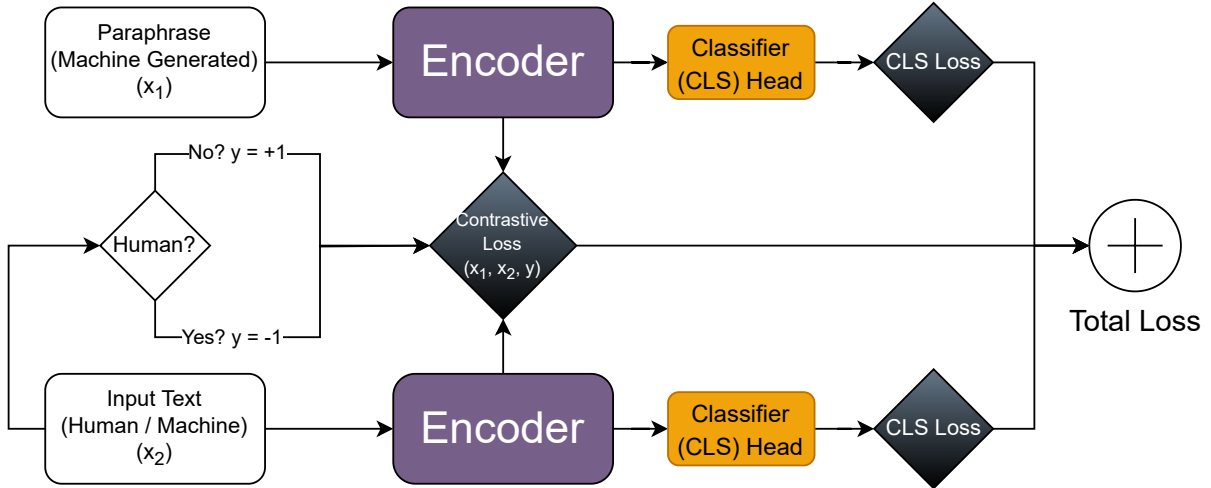 Paraphrase
(Machine Generated)
(x₁)
Encoder
Classifier
(CLS) Head
CLS Loss
No? y = +1
Human?
Contrastive
Loss
(x₁, x₂, y)
Yes? y = -1
Total Loss
Input Text
(Human / Machine)
(x₂)
Encoder
Classifier
(CLS) Head
CLS Loss